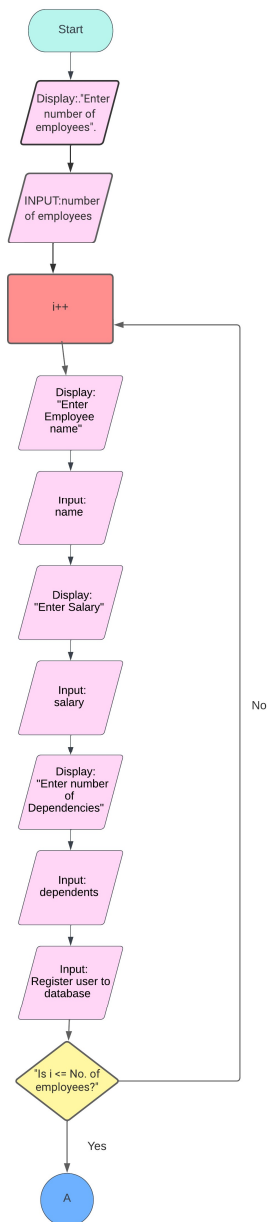 Start
Display:."Enter
number of
employees".
INPUT:number
of employees
i++
Display:
"Enter
Employee
name"
Input:
name
Display:
"Enter Salary"
Input:
salary
No
Display:
"Enter number
of
Dependencies"
Input:
dependents
Input:
Register user to
database
"Is i <= No. of
employees?"
Yes
A